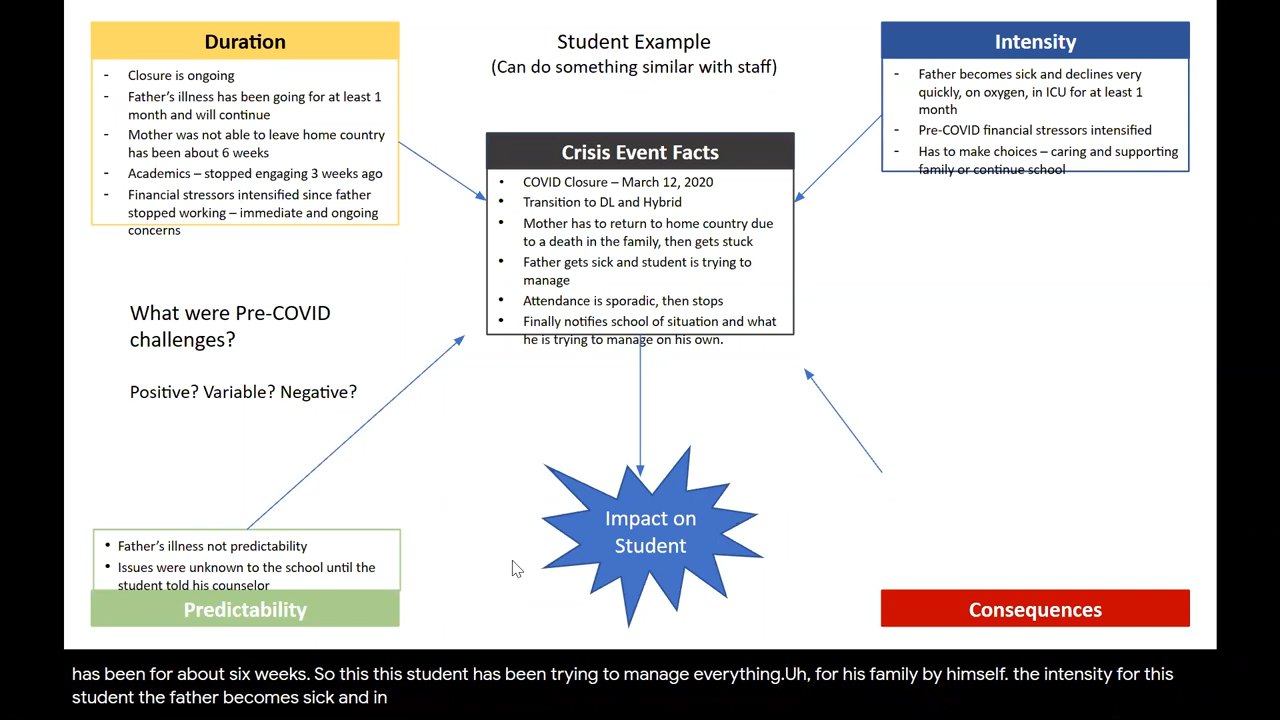 Duration
- Closure is ongoing
- Father's illness has been going for at least 1
month and will continue
- Mother was not able to leave home country
has been about 6 weeks
- Academics – stopped engaging 3 weeks ago
- Financial stressors intensified since father
stopped working – immediate and ongoing
concerns
Student Example
(Can do something similar with staff)
Intensity
- Father becomes sick and declines very
quickly, on oxygen, in ICU for at least 1
month
- Pre-COVID financial stressors intensified
- Has to make choices – caring and supporting
family or continue school
Crisis Event Facts
• COVID Closure – March 12, 2020
• Transition to DL and Hybrid
• Mother has to return to home country due
to a death in the family, then gets stuck
• Father gets sick and student is trying to
manage
• Attendance is sporadic, then stops
• Finally notifies school of situation and what
he is trying to manage on his own.
What were Pre-COVID
challenges?
Positive? Variable? Negative?
Impact on
Student
• Father's illness not predictability
• Issues were unknown to the school until the
student told his counselor
Predictability
Consequences
has been for about six weeks. So this this student has been trying to manage everything.Uh, for his family by himself. the intensity for this
student the father becomes sick and in